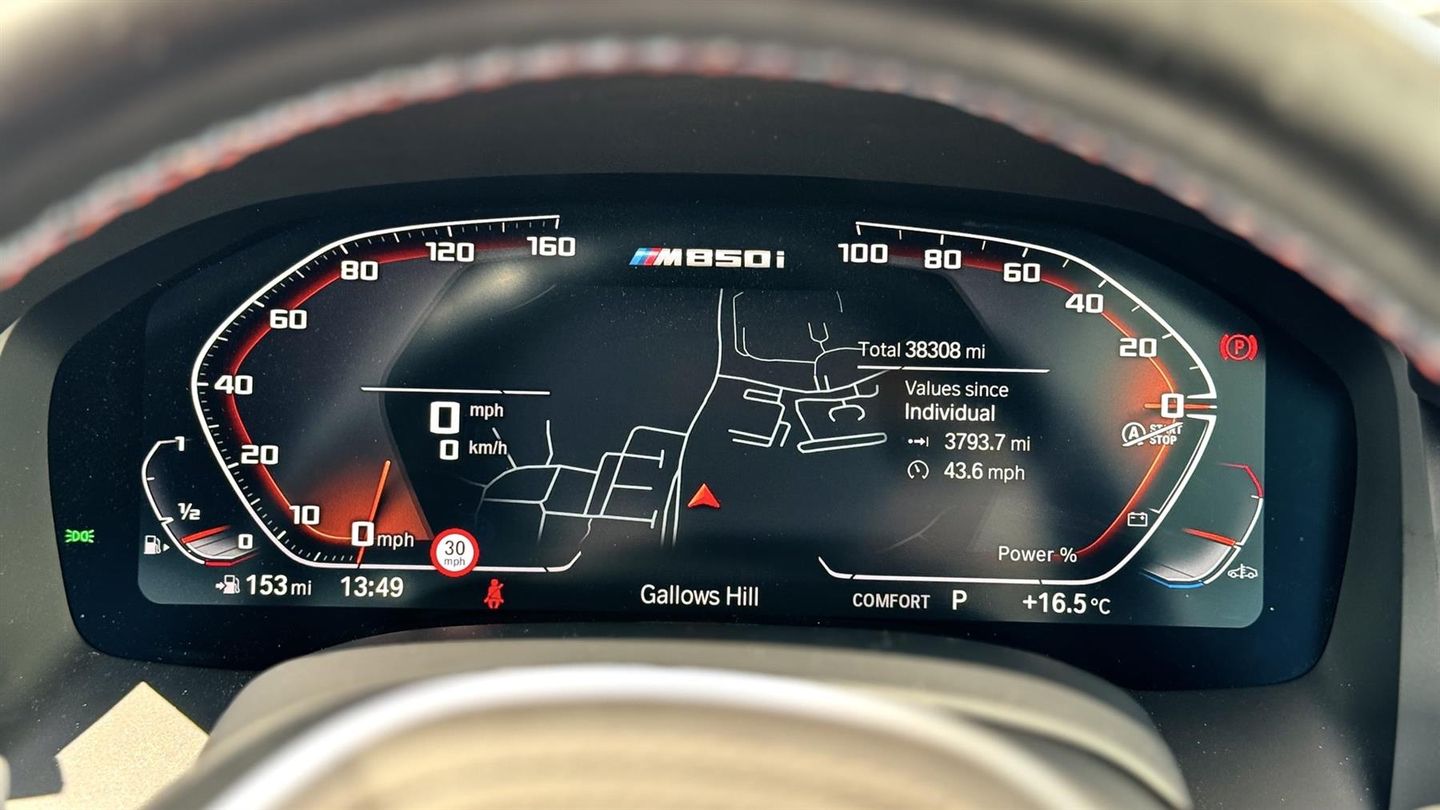 M850i
160
120
80
60
40
20
10
0 mph
100
80
60
40
20
0
Total 38308 mi
Values since
Individual
3793.7 mi
43.6 mph
0 mph
0 km/h
A START
STOP
P
1
1/2
0
30
mph
Power %
153 mi
13:49
Gallows Hill
COMFORT P
+16.5°C